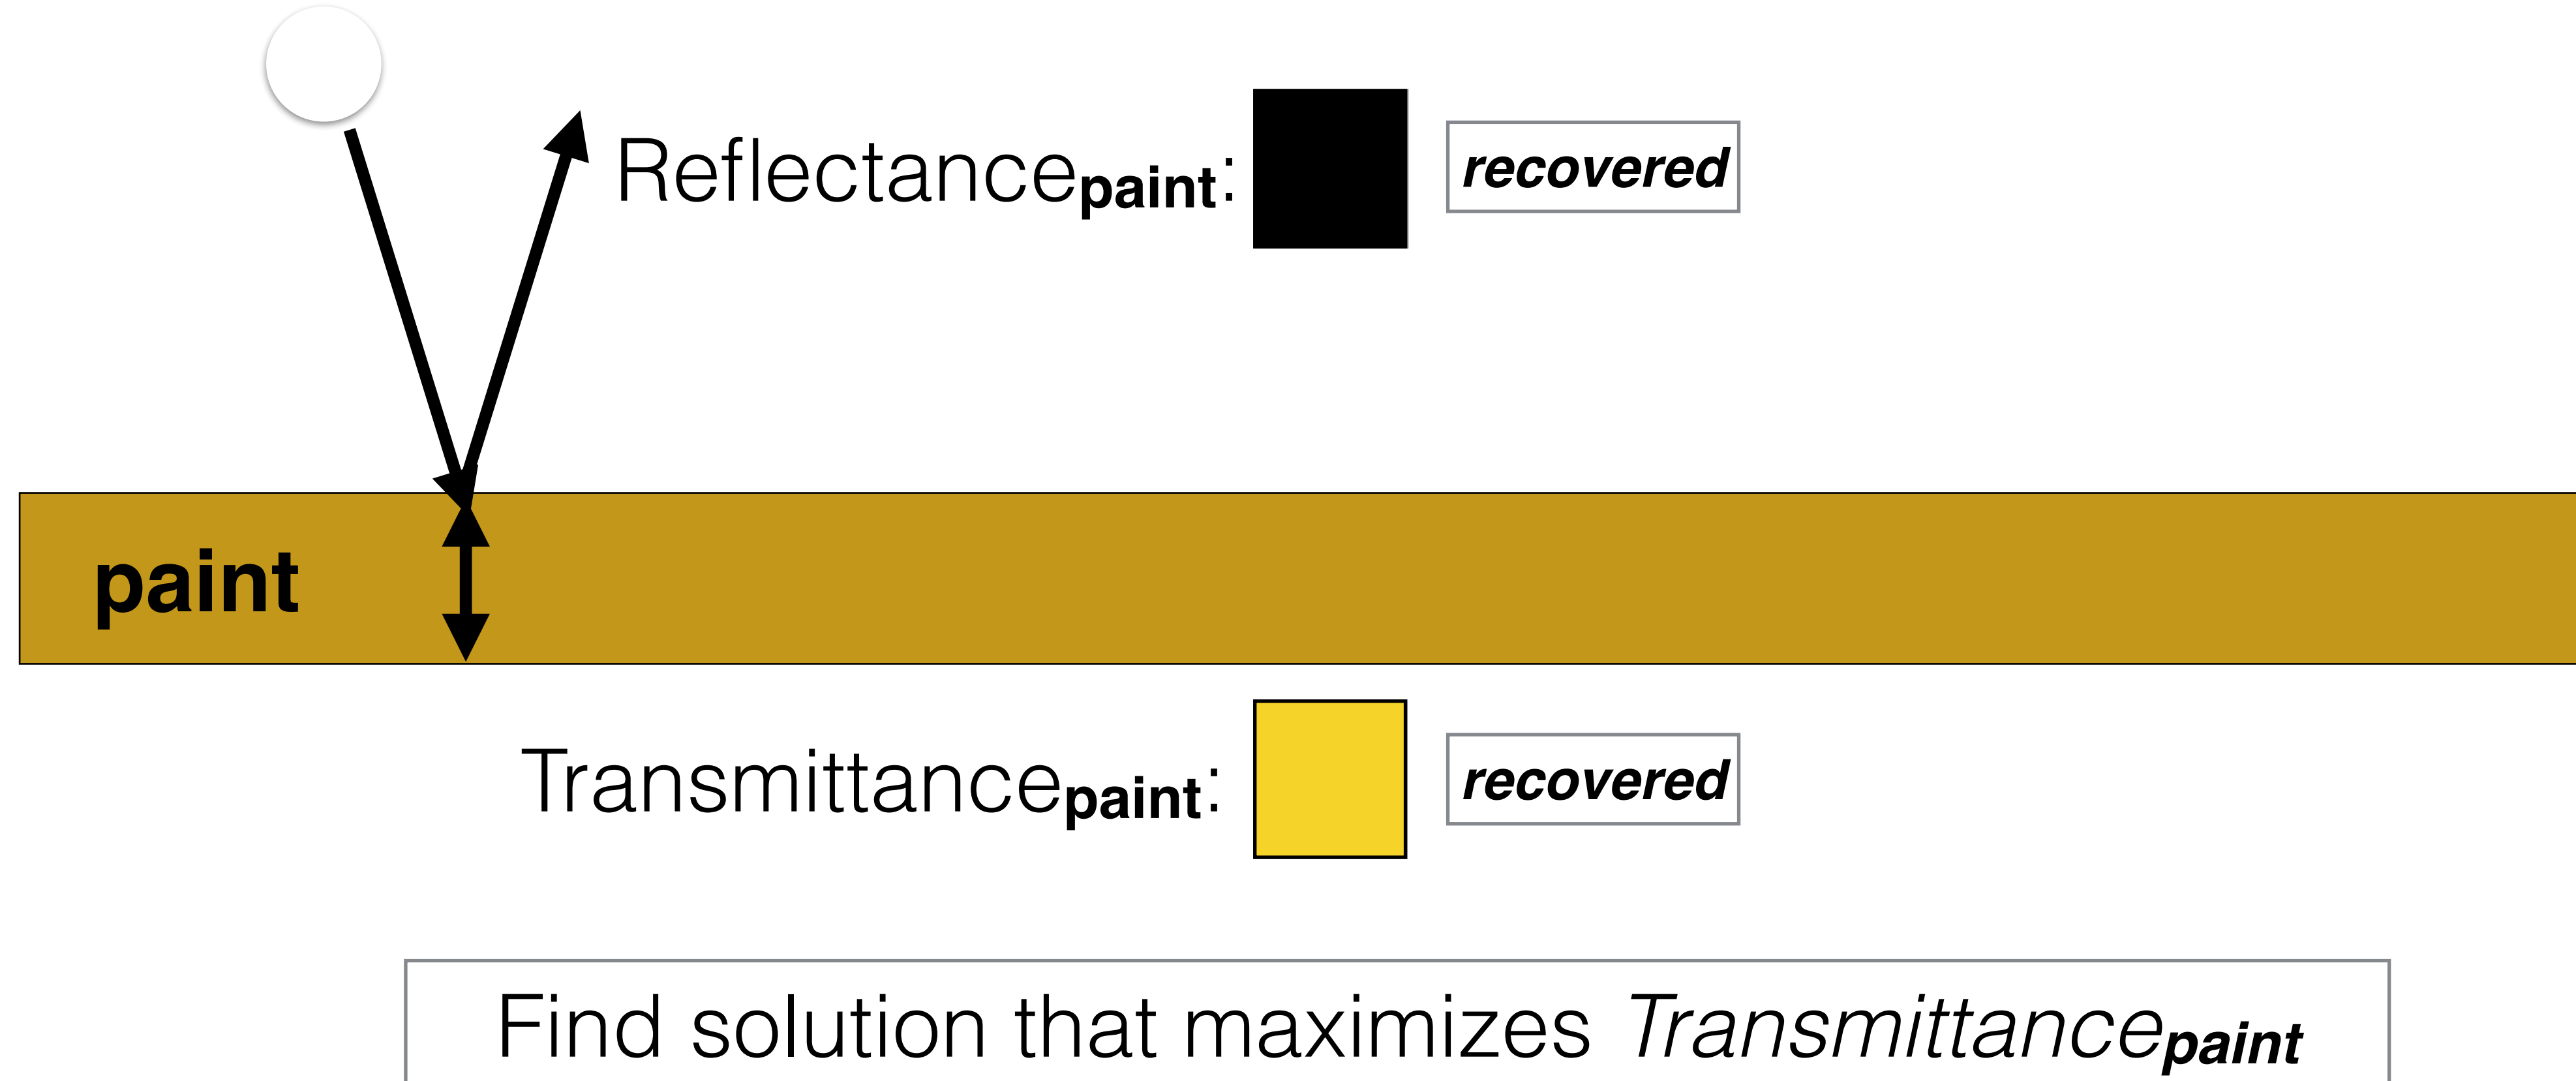 Reflectancepaint:
recovered
paint
Transmittancepaint:
recovered
Find solution that maximizes Transmittancepaint